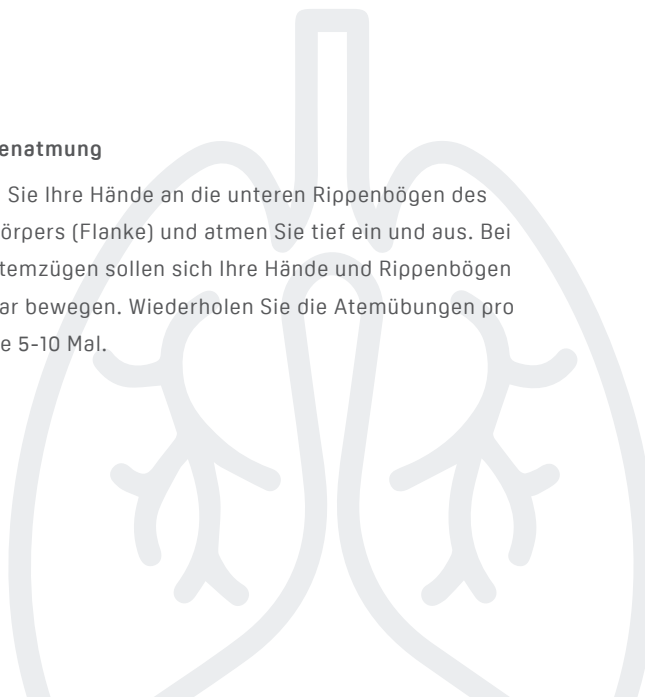 enatmung
Sie Ihre Hände an die unteren Rippenbögen des
örpers (Flanke) und atmen Sie tief ein und aus. Bei
temzügen sollen sich Ihre Hände und Rippenbögen
ar bewegen. Wiederholen Sie die Atemübungen pro
e 5-10 Mal.